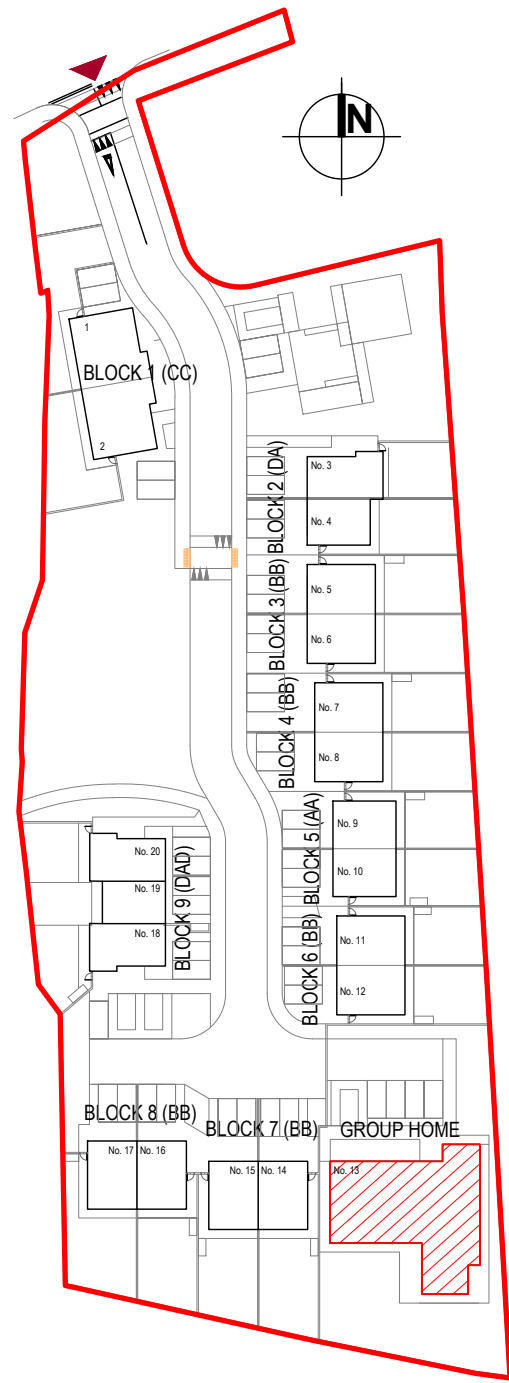 N
1
BLOCK 1 (CC)
2
BLOCK 2 (DA)
No. 3
No. 4
BLOCK 3 (BB)
No. 5
No. 6
BLOCK 4 (BB)
No. 7
No. 8
BLOCK 5 (AA)
No. 9
No. 10
No. 20
No. 19
No. 18
BLOCK 9 (DAD)
BLOCK 6 (BB)
No. 11
No. 12
BLOCK 8 (BB)
BLOCK 7 (BB)
GROUP HOME
No. 17
No. 16
No. 15
No. 14
No. 13